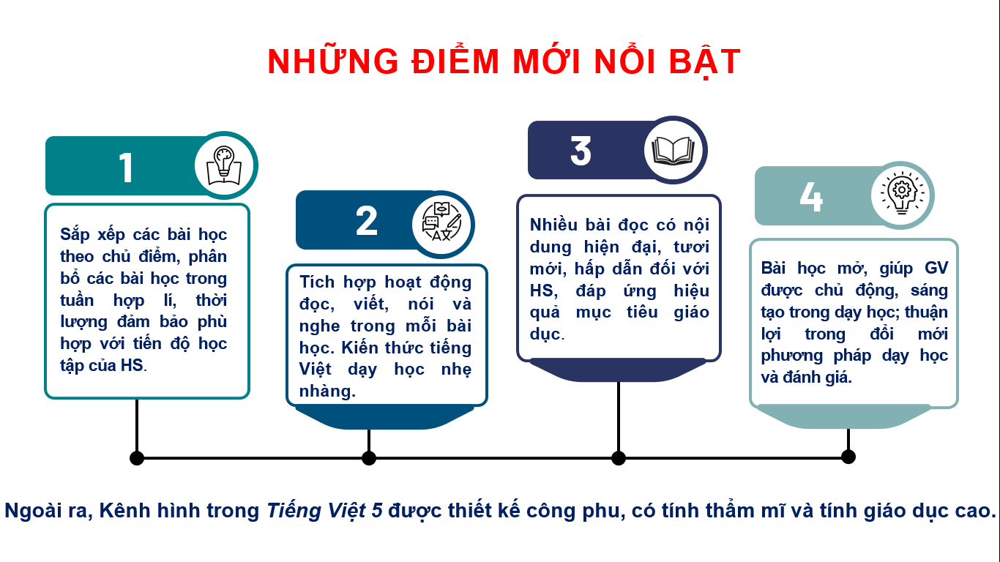 NHỮNG ĐIỂM MỚI NỔI BẬT
1
Sắp xếp các bài học
theo chủ điểm, phân
bổ các bài học trong
tuần hợp lí, thời
lượng đảm bảo phù
hợp với tiến độ học
tập của HS.
2
Tích hợp hoạt động
đọc, viết, nói và
nghe trong mỗi bài
học. Kiến thức tiếng
Việt dạy học nhẹ
nhàng.
3
Nhiều bài đọc có nội
dung hiện đại, tươi
mới, hấp dẫn đối với
HS, đáp ứng hiệu
quả mục tiêu giáo
dục.
4
Bài học mở, giúp GV
được chủ động, sáng
tạo trong dạy học; thuận
lợi trong đổi mới
phương pháp dạy học
và đánh giá.
Ngoài ra, Kênh hình trong Tiếng Việt 5 được thiết kế công phu, có tính thẩm mĩ và tính giáo dục cao.